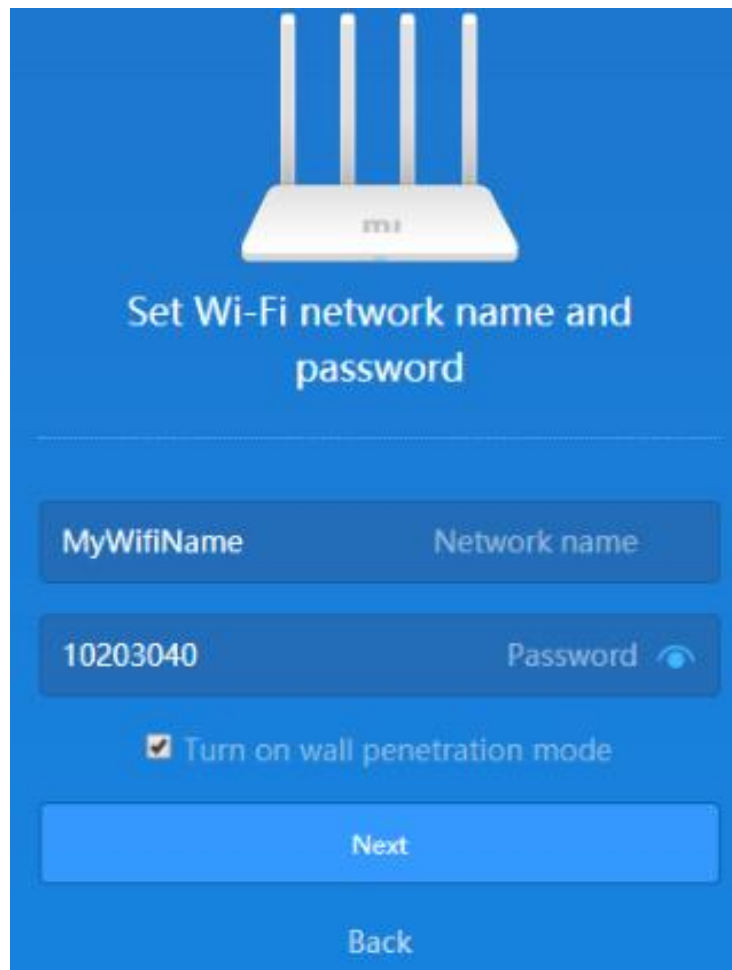 mi
Set Wi-Fi network name and
password
MyWifiName Network name
10203040 Password
Turn on wall penetration mode
Next
Back